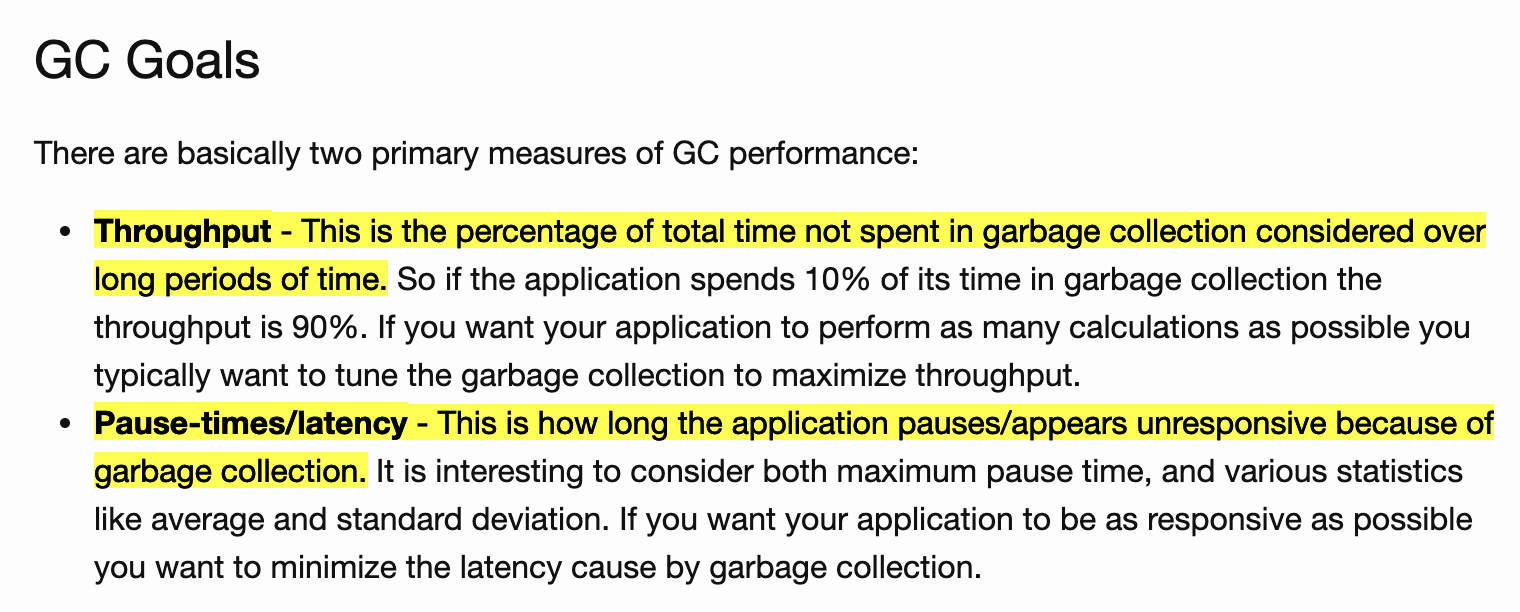 GC Goals
There are basically two primary measures of GC performance:
• Throughput - This is the percentage of total time not spent in garbage collection considered over
long periods of time. So if the application spends 10% of its time in garbage collection the
throughput is 90%. If you want your application to perform as many calculations as possible you
typically want to tune the garbage collection to maximize throughput.
• Pause-times/latency - This is how long the application pauses/appears unresponsive because of
garbage collection. It is interesting to consider both maximum pause time, and various statistics
like average and standard deviation. If you want your application to be as responsive as possible
you want to minimize the latency cause by garbage collection.